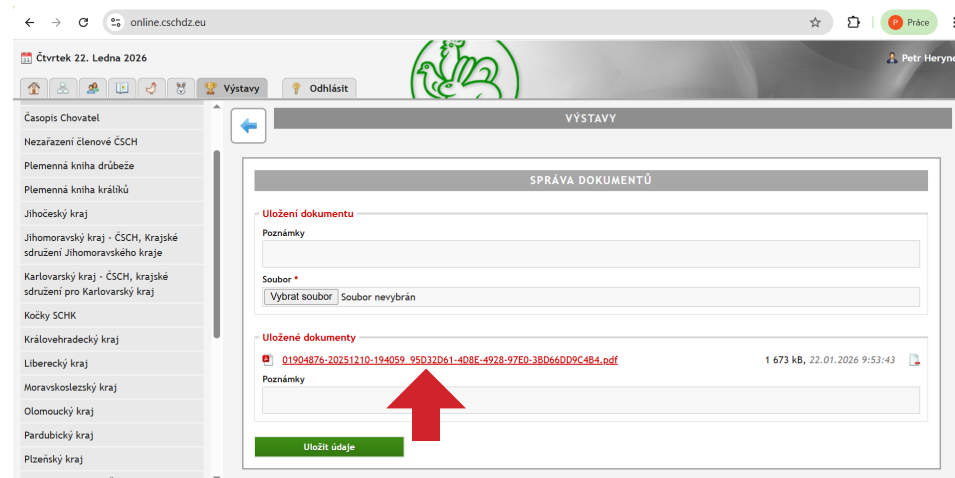 online.cschdz.eu
P Práce
Čtvrtek 22. Ledna 2026
Petr Heryne
Výstavy
Odhlásit
Časopis Chovatel
Nezařazení členové ČSCH
Plemenná kniha drůbeže
Plemenná kniha králíků
Jihočeský kraj
Jihomoravský kraj - ČSCH, Krajské
sdružení Jihomoravského kraje
Karlovarský kraj - ČSCH, krajské
sdružení pro Karlovarský kraj
Kočky SCHK
Královehradecký kraj
Liberecký kraj
Moravskoslezský kraj
Olomoucký kraj
Pardubický kraj
Plzeňský kraj
VÝSTAVY
SPRÁVA DOKUMENTŮ
Uložení dokumentu
Poznámky
Soubor *
Vybrat soubor Soubor nevybrán
Uložené dokumenty
01904876-20251210-194059_95D32D61-4D8E-4928-97E0-3BD66DD9C4B4.pdf 1 673 kB, 22.01.2026 9:53:43
Poznámky
Uložit údaje